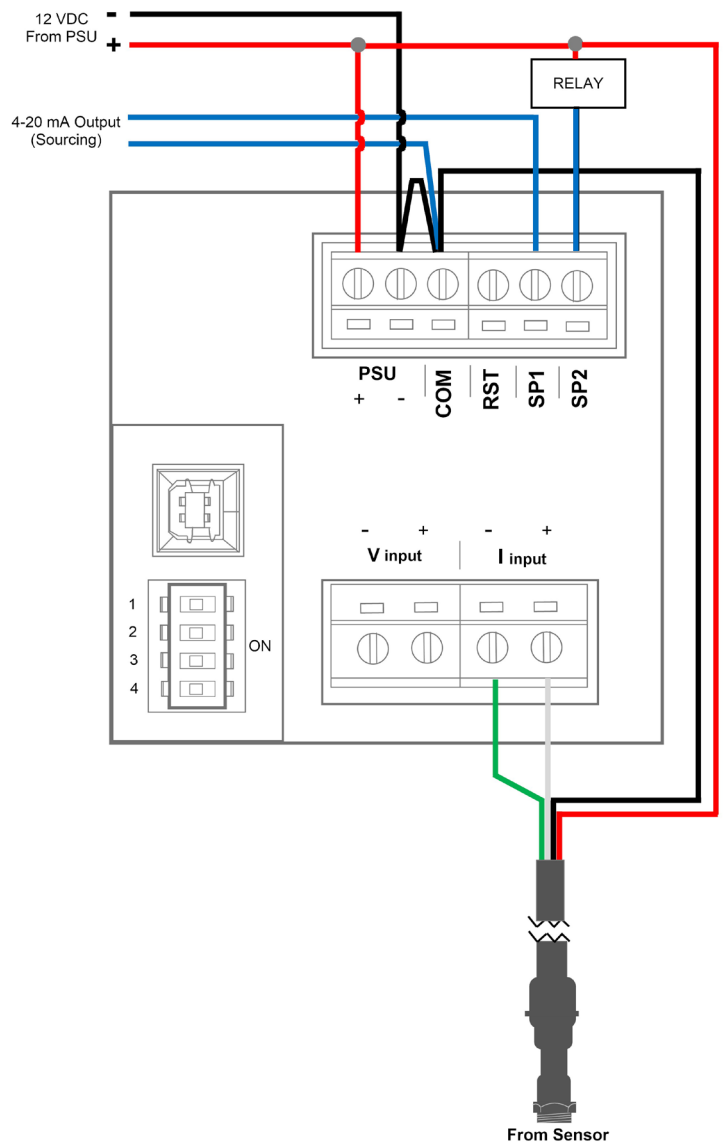 12 VDC
From PSU
-
+
RELAY
4-20 mA Output
(Sourcing)
PSU
+ -
COM
RST
SP1
SP2
- + - +
V input
I input
1
2
3
4
ON
From Sensor